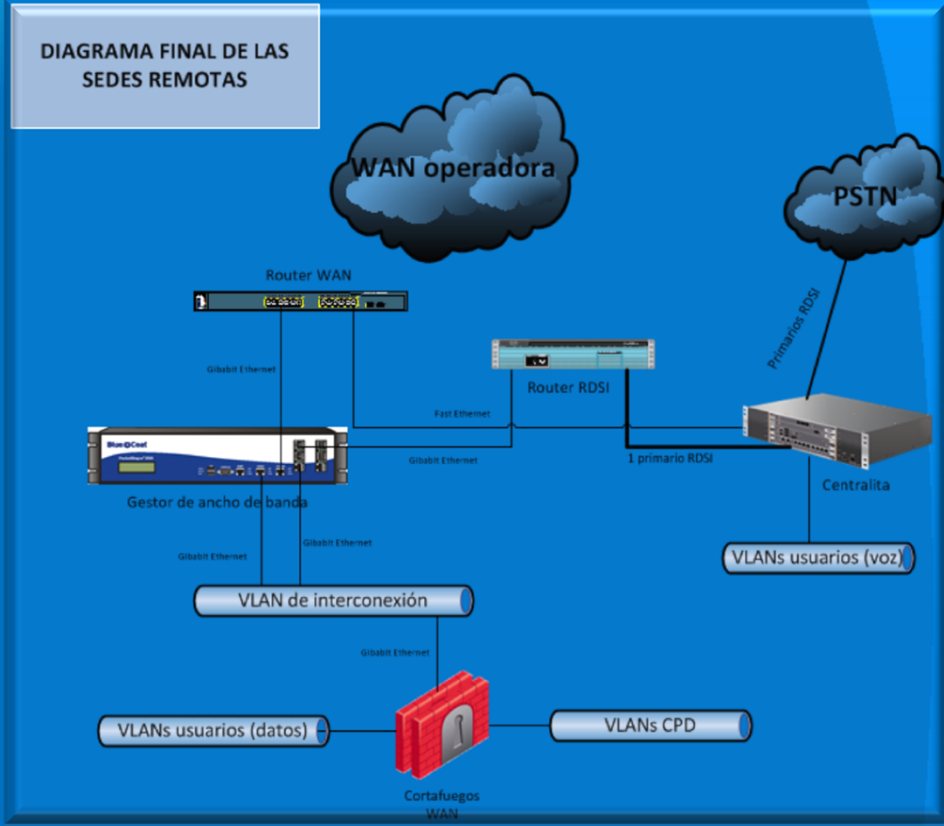 DIAGRAMA FINAL DE LAS
SEDES REMOTAS
WAN operadora
PSTN
Router WAN
Primarios RDSI
Gibabit Ethernet
Router RDSI
Fast Ethernet
Blue Coat
Gibabit Ethernet
1 primario RDSI
Centralita
Gestor de ancho de banda
Gibabit Ethernet
Gibabit Ethernet
VLANs usuarios (voz)
VLAN de interconexión
Gibabit Ethernet
VLANs usuarios (datos)
VLANs CPD
Cortafuegos
WAN